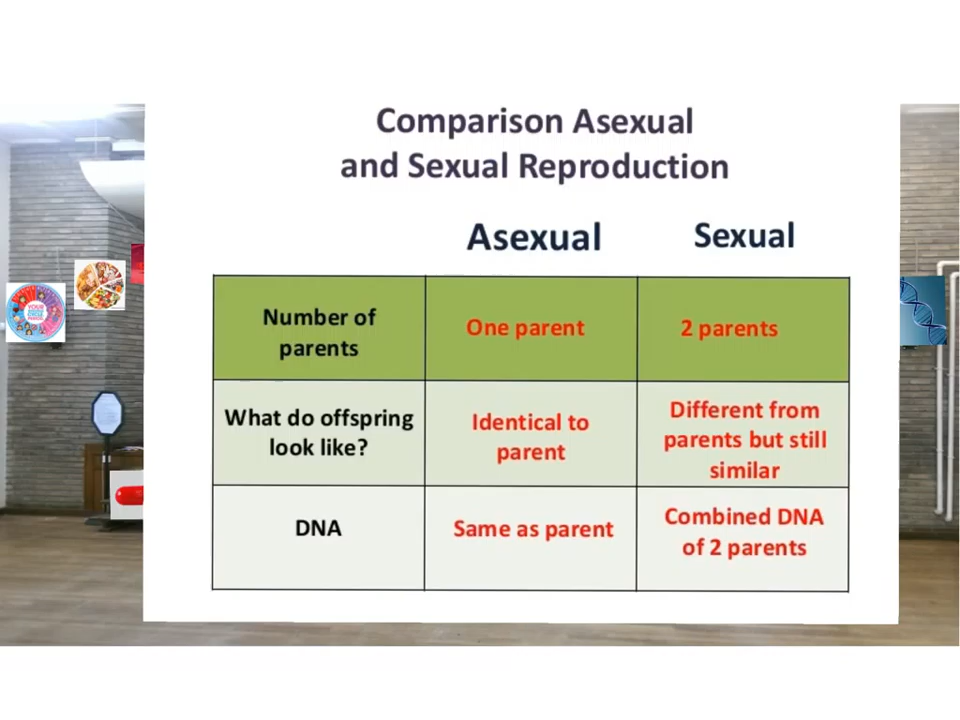 Comparison Asexual
and Sexual Reproduction
Asexual
Sexual
Number of
parents
One parent
2 parents
What do offspring
look like?
Identical to
parent
Different from
parents but still
similar
DNA
Same as parent
Combined DNA
of 2 parents